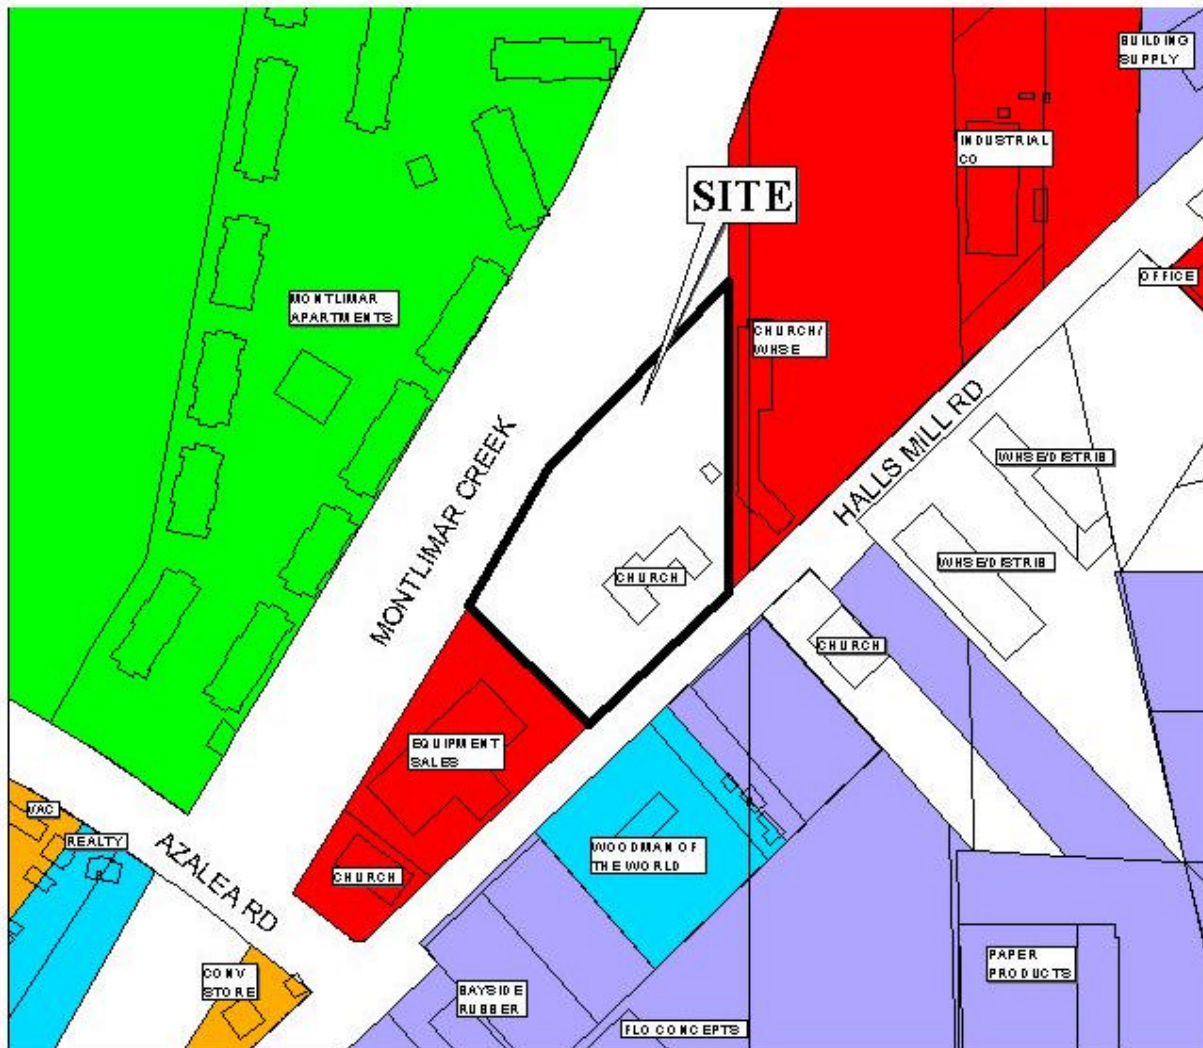 BUILDING
SUPPLY
INDUSTRIAL
CO
SITE
OFFICE
MONTLIMAR
APARTMENTS
CHURCH/
WHSE
HALLS MILL RD
WHSE/DISTRIB
MONTLIMAR CREEK
WHSE/DISTRIB
CHURCH
CHURCH
EQUIPMENT
SALES
VAC
REALTY
AZALEA RD
WOODMAN OF
THE WORLD
CHURCH
CONV
STORE
PAPER
PRODUCTS
BAYSIDE
RUBBER
FLO CONCEPTS